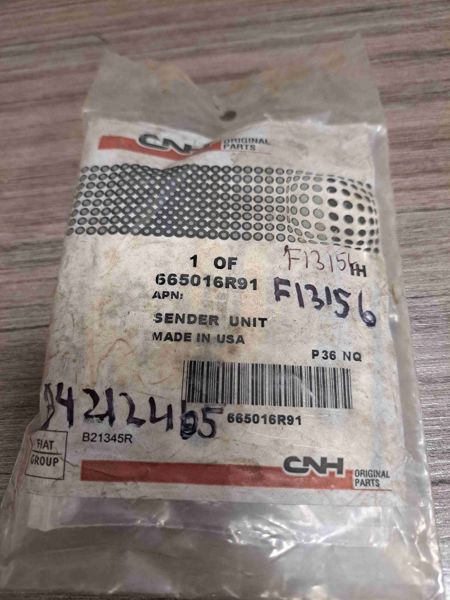 CNH ORIGINAL
PARTS
1 OF
665016R91
APN:
F13156
SENDER UNIT
MADE IN USA
P36 NQ
665016R91
B21345R
FIAT
GROUP
CNH ORIGINAL
PARTS